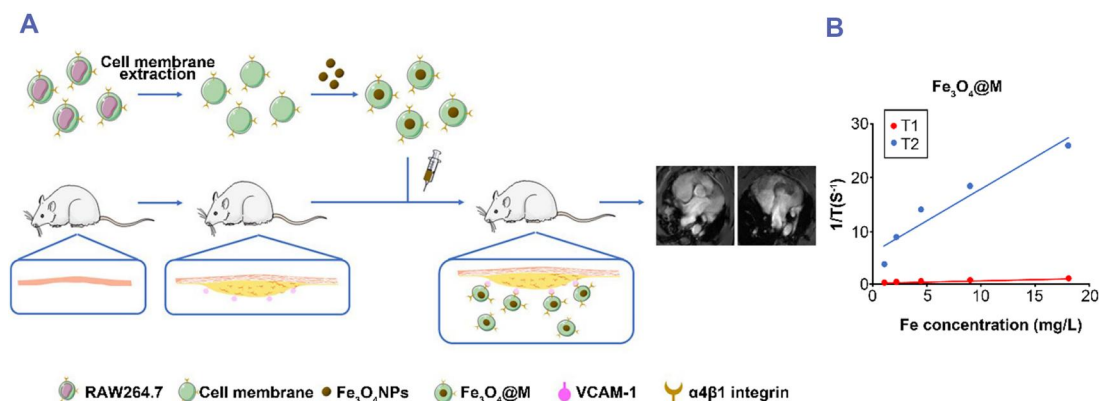 A
Cell membrane
extraction
RAW264.7
Cell membrane
Fe₃O₄NPs
Fe₃O₄@M
VCAM-1
α4β1 integrin
B
Fe₃O₄@M
T1
T2
1/T(S⁻¹)
30
20
10
0
0
5
10
15
20
Fe concentration (mg/L)